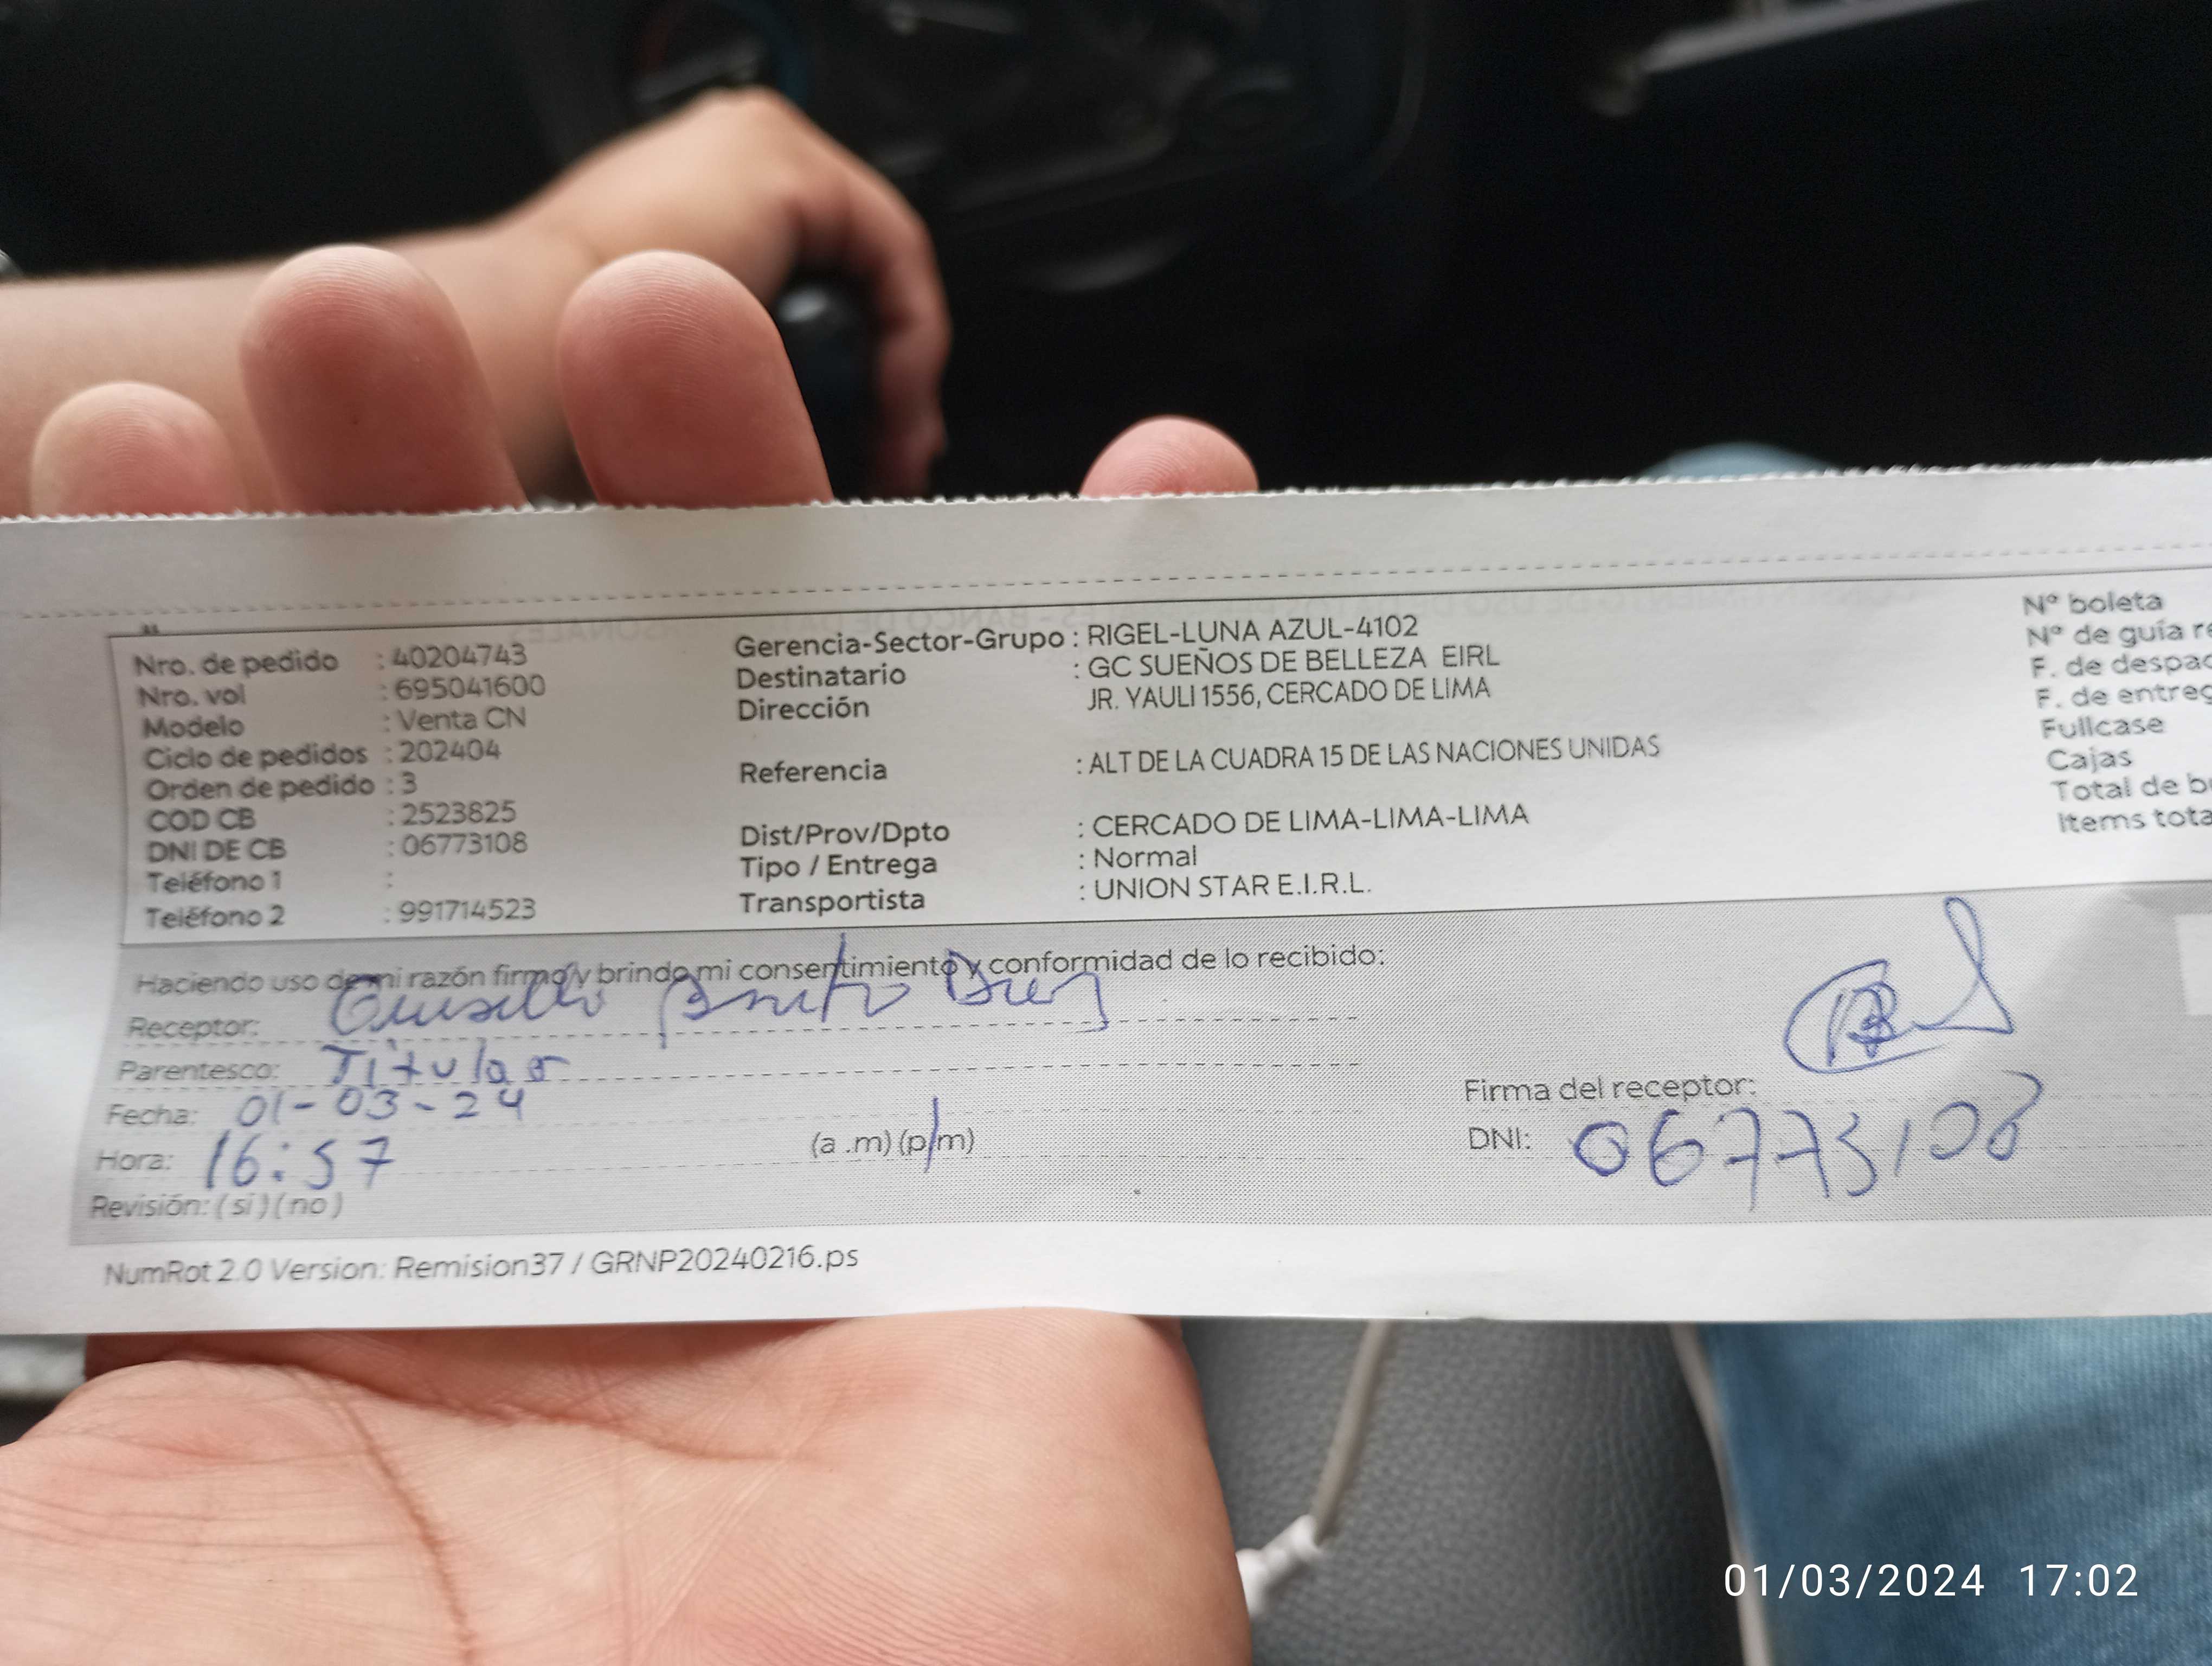 Nro. de pedido : 40204743
Nro. vol : 695041600
Modelo : Venta CN
Ciclo de pedidos : 202404
Orden de pedido : 3
COD CB : 2523825
DNI DE CB : 06773108
Teléfono 1 :
Teléfono 2 : 991714523
Gerencia-Sector-Grupo : RIGEL-LUNA AZUL-4102
Destinatario : GC SUEÑOS DE BELLEZA EIRL
Dirección JR. YAULI 1556, CERCADO DE LIMA
Referencia : ALT DE LA CUADRA 15 DE LAS NACIONES UNIDAS
Dist/Prov/Dpto : CERCADO DE LIMA-LIMA-LIMA
Tipo / Entrega : Normal
Transportista : UNION STAR E.I.R.L.
Nº boleta
Nº de guía re
F. de despac
F. de entreg
Fullcase
Cajas
Total de bu
Items tota
Haciendo uso de mi razón firmo y brindo mi consentimiento y conformidad de lo recibido:
Receptor:
Parentesco: Titular
Fecha: 01-03-24
Hora: 16:57 (a .m) (p/m)
Revisión: (si) (no)
Firma del receptor:
DNI: 06773108
NumRot 2.0 Version: Remision37 / GRNP20240216.ps
01/03/2024 17:02